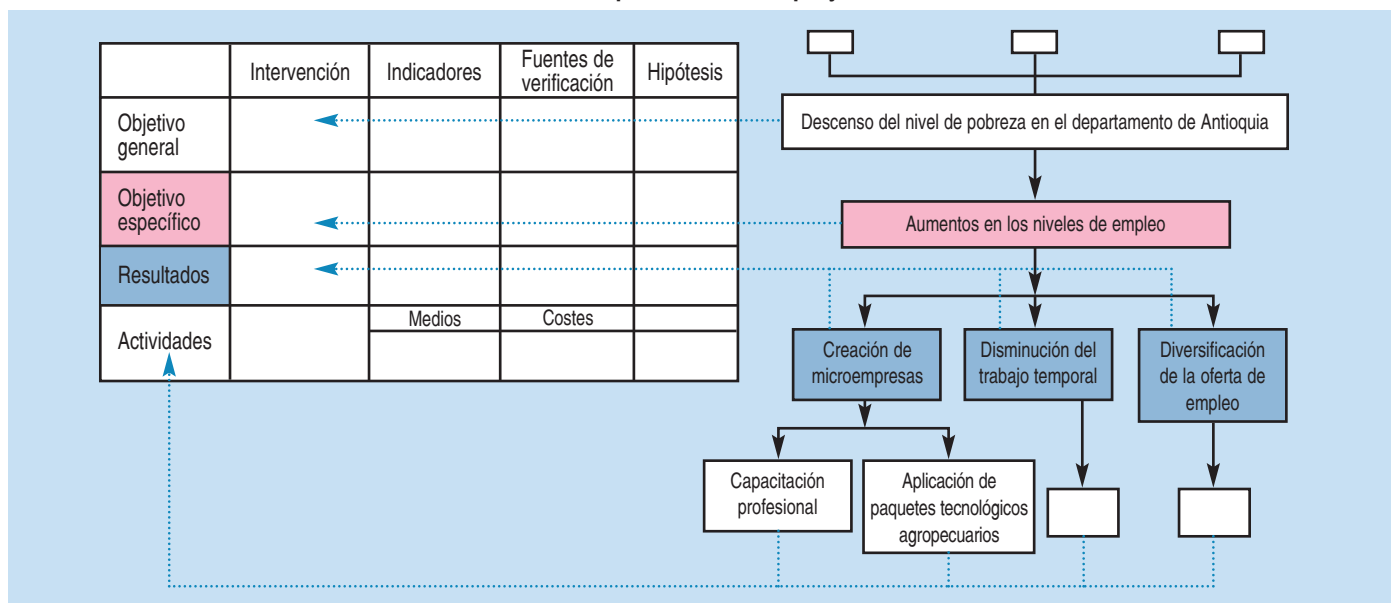 Intervención
Indicadores
Fuentes de
verificación
Hipótesis
Objetivo
general
Objetivo
específico
Resultados
Actividades
Medios
Costes
Descenso del nivel de pobreza en el departamento de Antioquia
Aumentos en los niveles de empleo
Creación de
microempresas
Disminución del
trabajo temporal
Diversificación
de la oferta de
empleo
Capacitación
profesional
Aplicación de
paquetes tecnológicos
agropecuarios